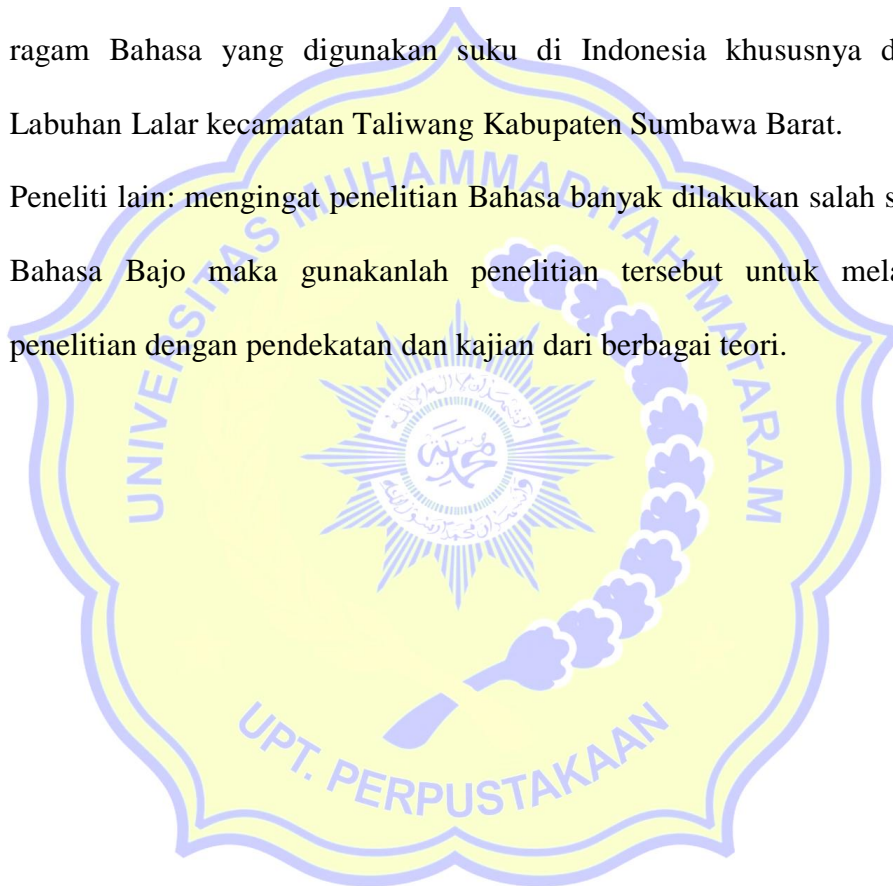 ragam Bahasa yang digunakan suku di Indonesia khususnya d
Labuhan Lalar kecamatan Taliwang Kabupaten Sumbawa Barat.
Peneliti lain: mengingat penelitian Bahasa banyak dilakukan salah s
Bahasa Bajo maka gunakanlah penelitian tersebut untuk mela
penelitian dengan pendekatan dan kajian dari berbagai teori.
UNIVERSITAS MUHAMMADIYAH MATARAM
UPT. PERPUSTAKAAN